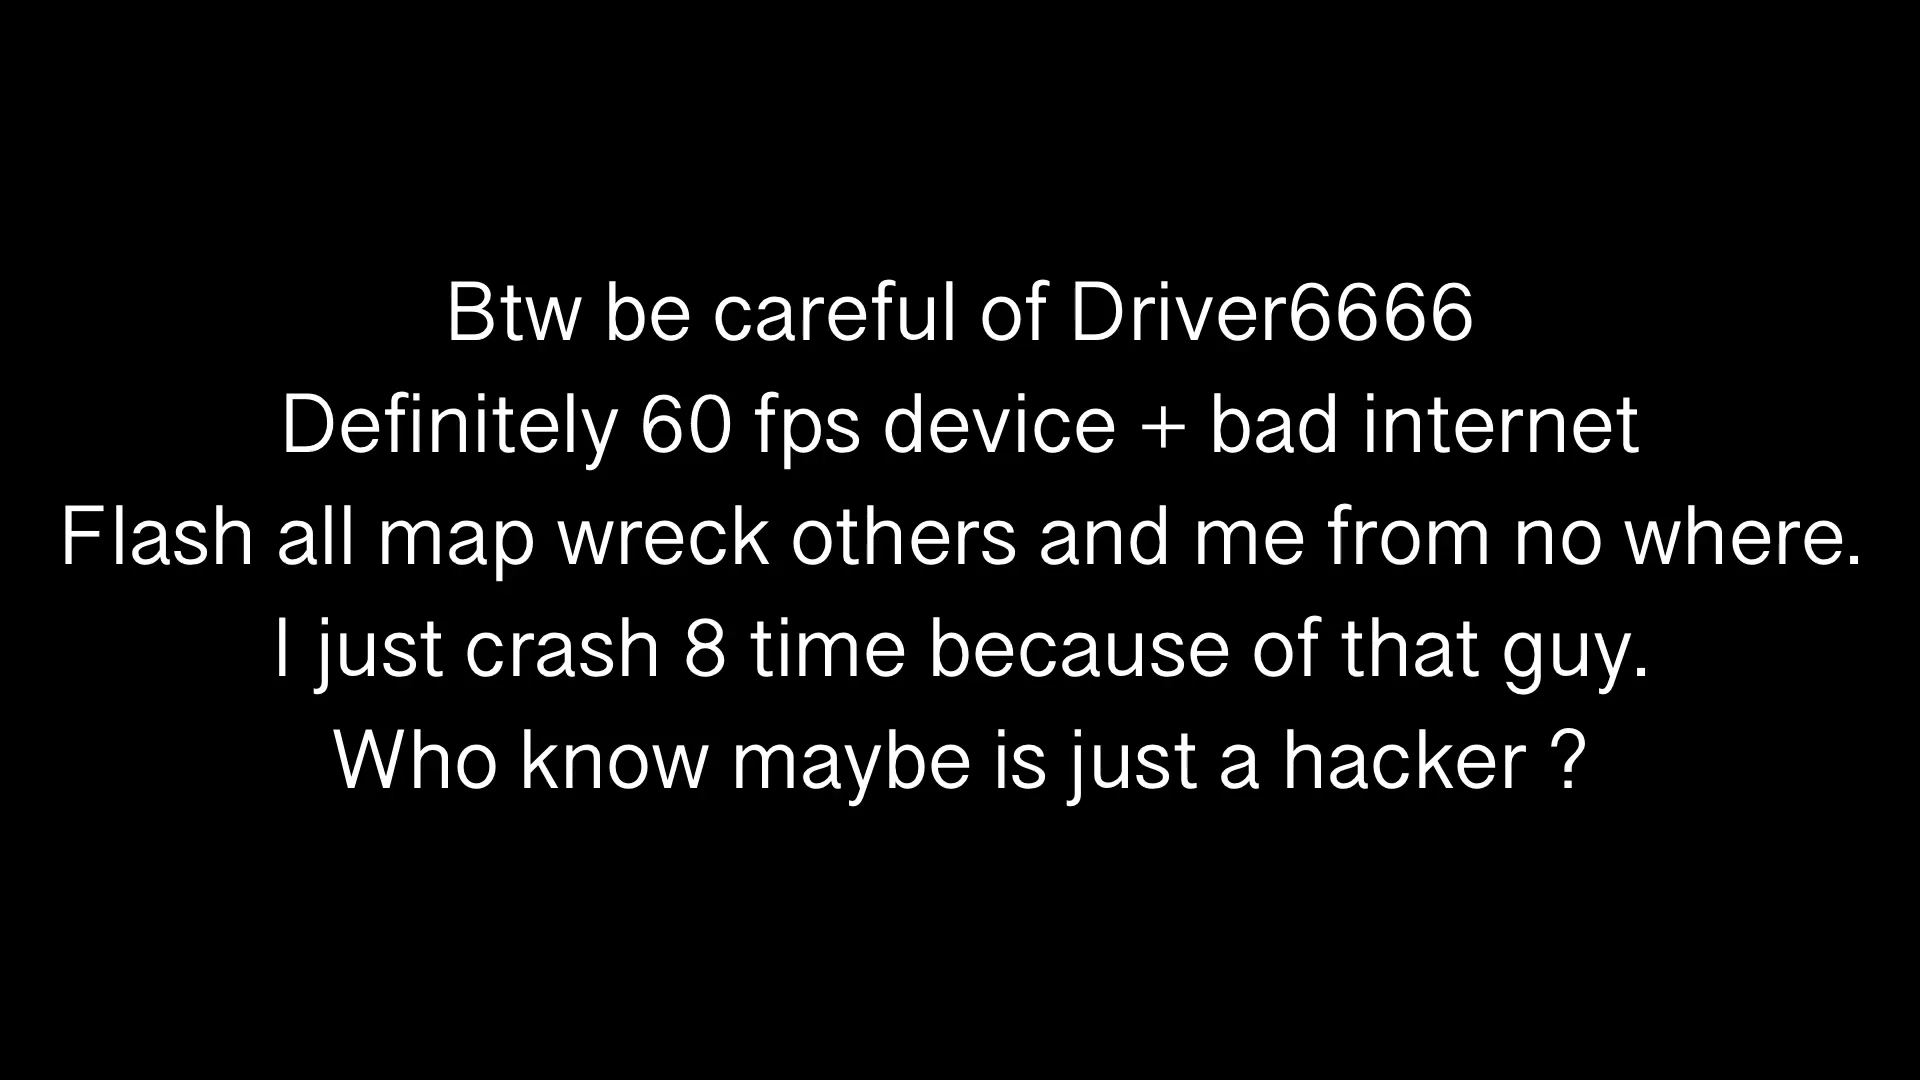 Btw be careful of Driver6666
Definitely 60 fps device + bad internet
Flash all map wreck others and me from no where.
I just crash 8 time because of that guy.
Who know maybe is just a hacker ?